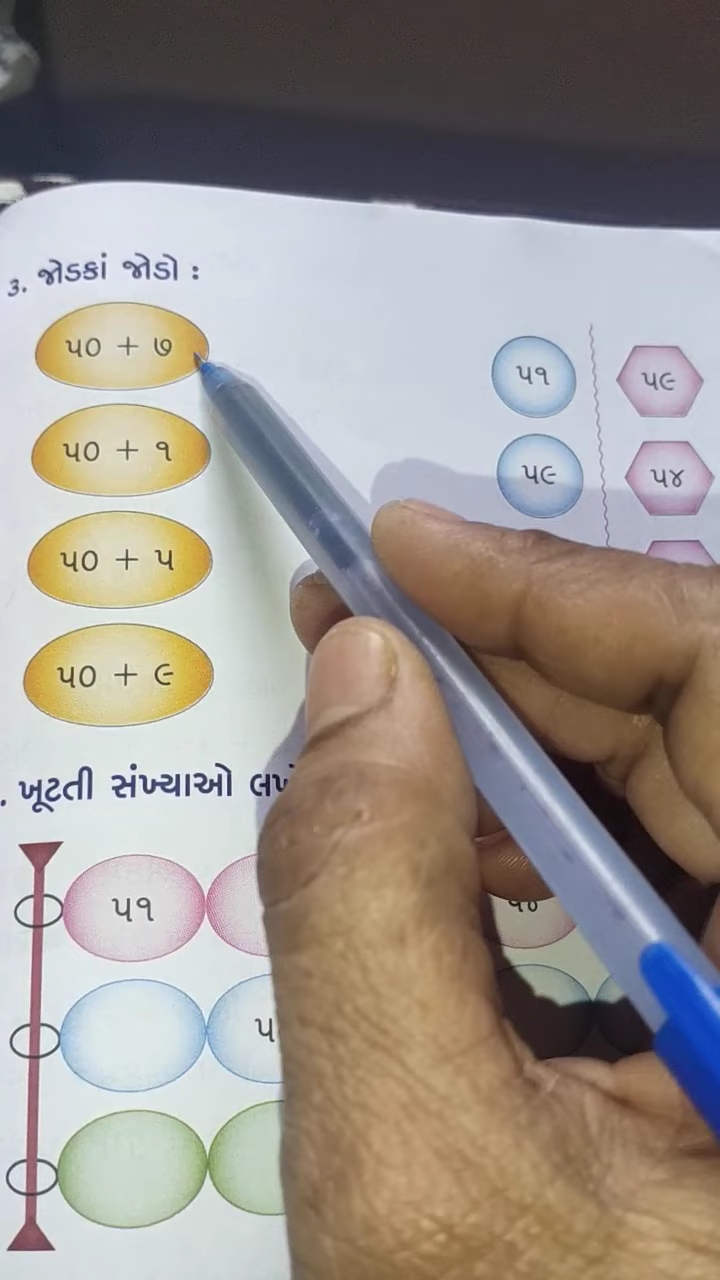 ૩. જોડકાં જોડો :
૫૦ + ૭
૫૧
૫૯
૫૦ + ૧
૫૯
૫૪
૫૦ + ૫
૫૦ + ૯
. ખૂટતી સંખ્યાઓ
૫૧